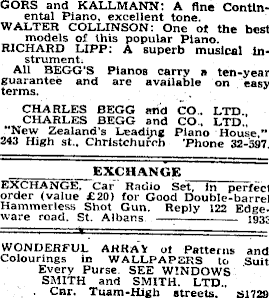 GORS and KALLMANN: A fine Contin-
ental Piano, excellent tone.
WALTER COLLINSON: One of the best
models of this popular Piano.
RICHARD LIPP: A superb musical in-
strument.
All BEGG'S Pianos carry a ten-year
guarantee and are available on easy
terms.
CHARLES BEGG and CO., LTD.,
CHARLES BEGG and CO., LTD.,
"New Zealand's Leading Piano House,"
243 High st., Christchurch 'Phone 32-597.
EXCHANGE
EXCHANGE, Car Radio Set, in perfect
order (value £20) for Good Double-barrel
Hammerless Shot Gun. Reply 122 Edge-
ware road, St. Albans 1933
WONDERFUL ARRAY of Patterns and
Colourings in WALLPAPERS to Suit
Every Purse. SEE WINDOWS
SMITH and SMITH, LTD.,
Cnr. Tuam-High streets. S1729